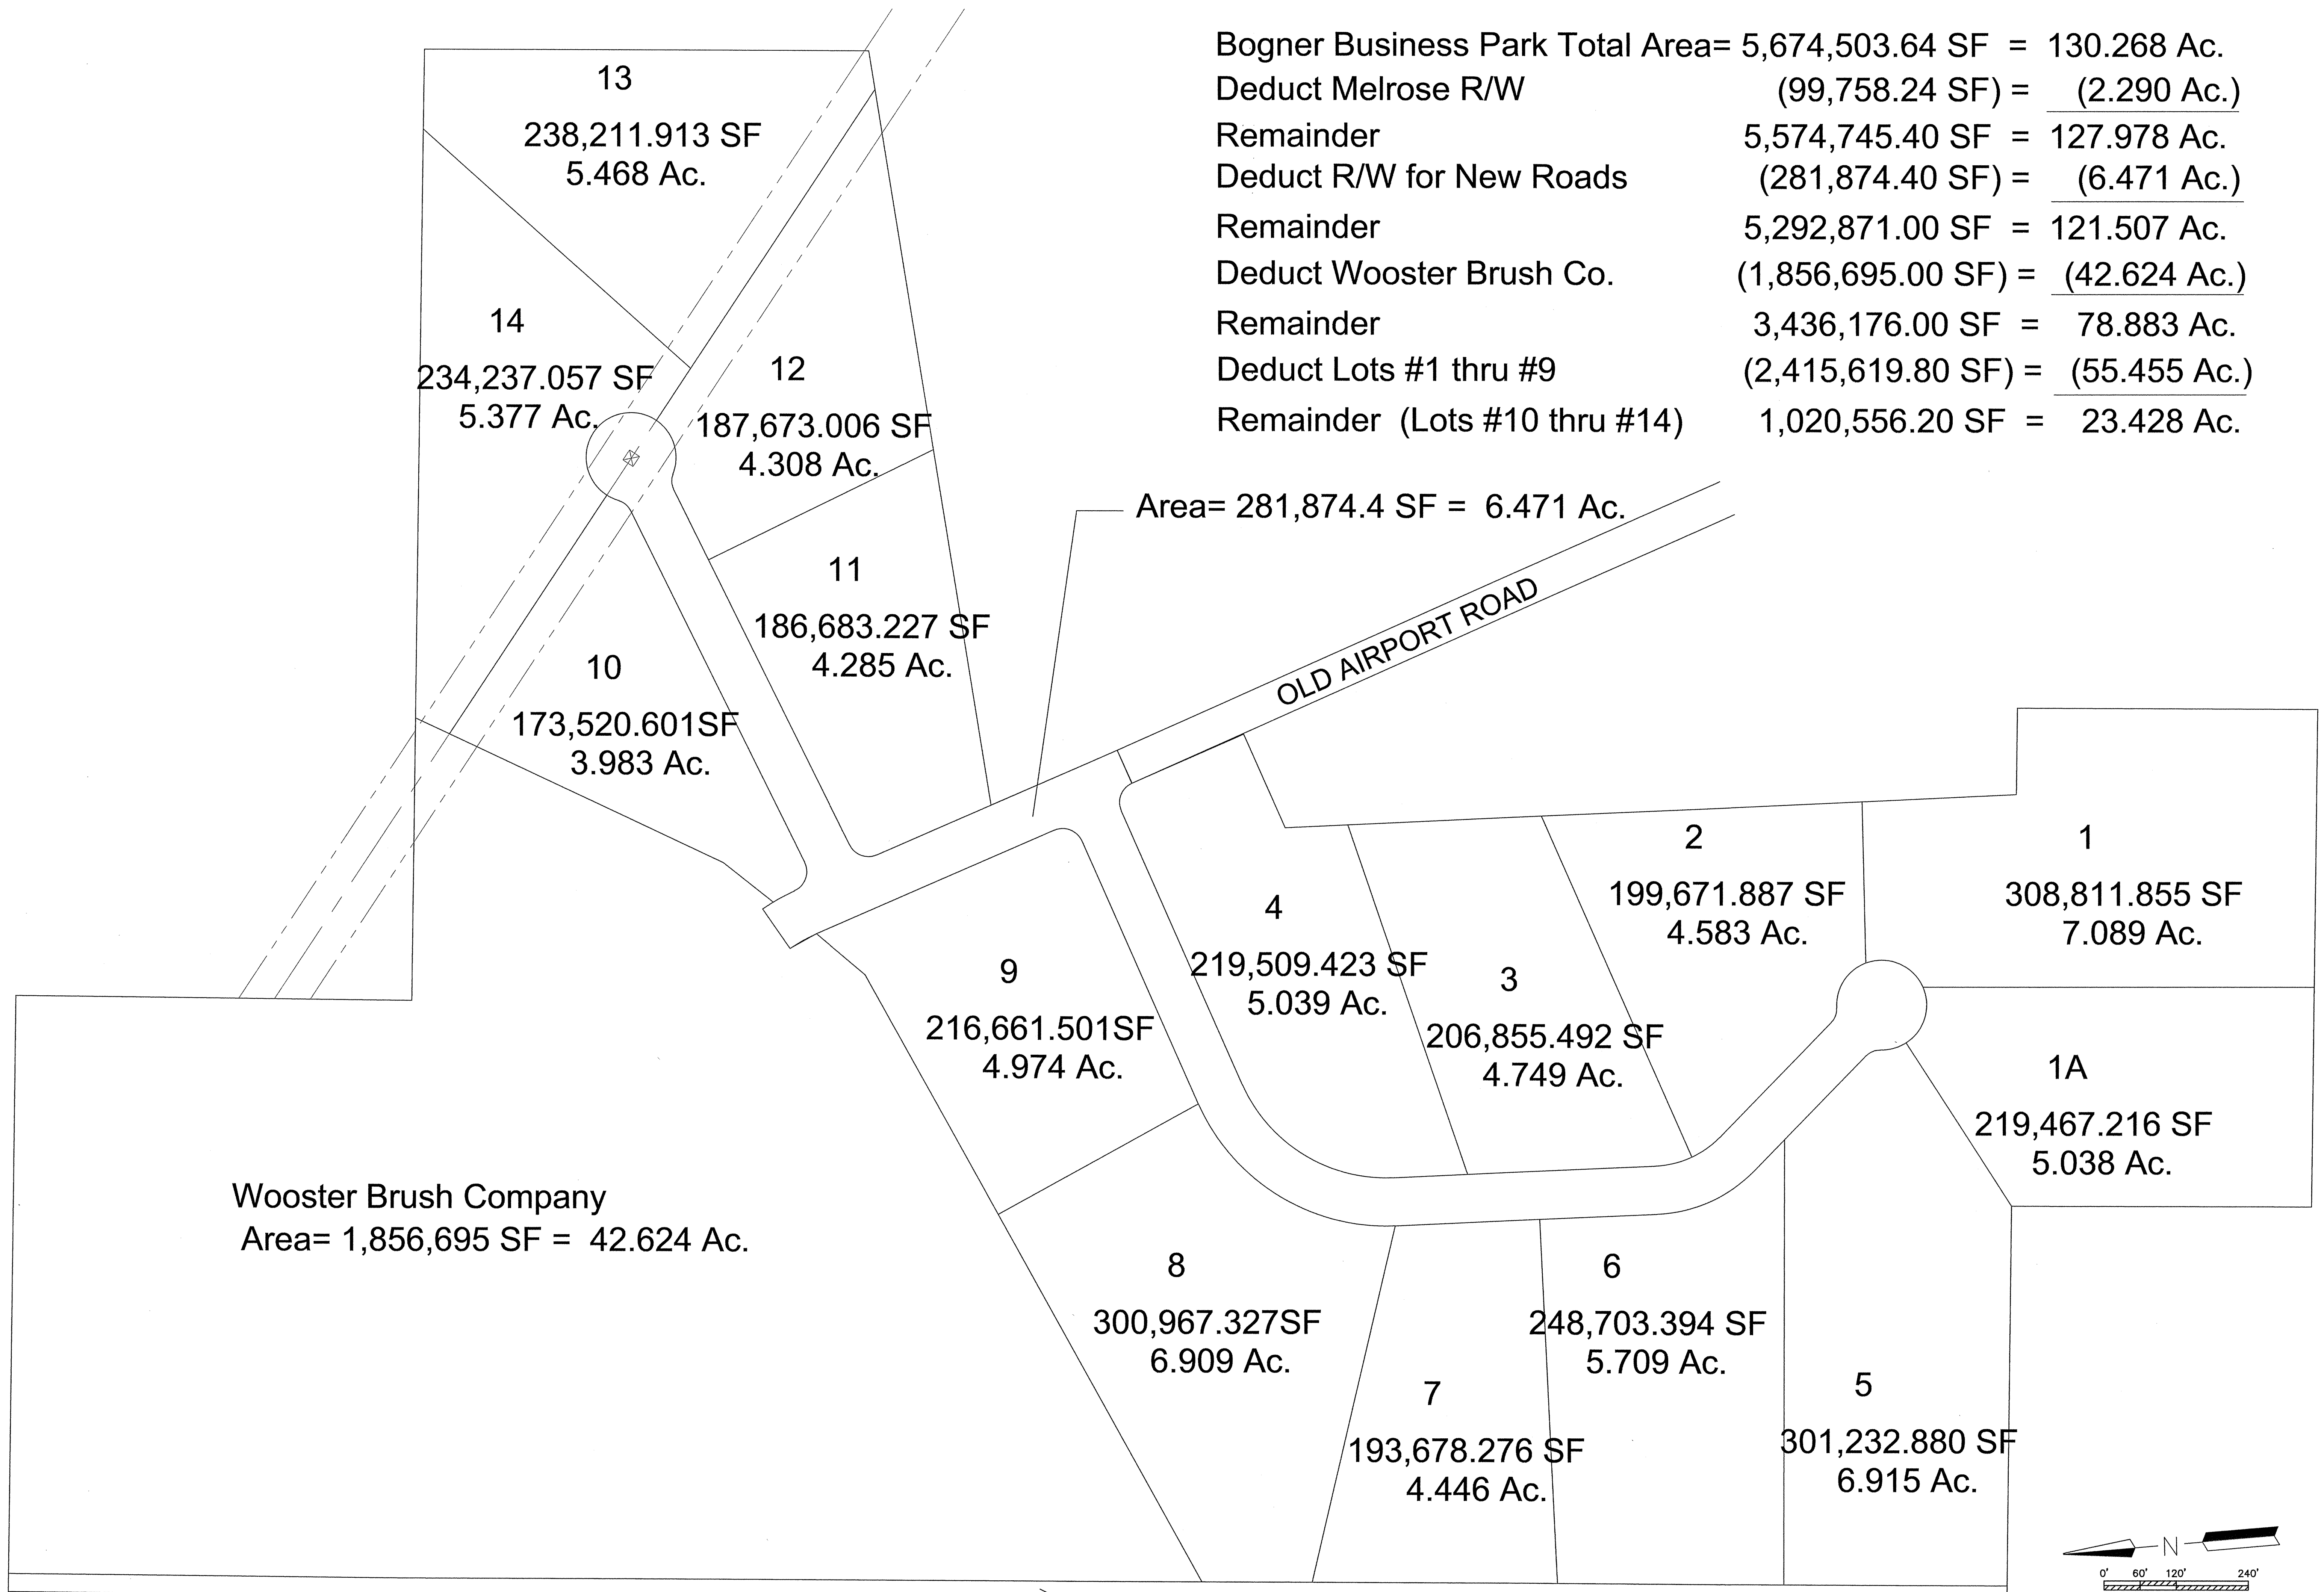 Bogner Business Park Total Area= 5,674,503.64 SF = 130.268 Ac.
Deduct Melrose R/W (99,758.24 SF) = (2.290 Ac.)
Remainder 5,574,745.40 SF = 127.978 Ac.
Deduct R/W for New Roads (281,874.40 SF) = (6.471 Ac.)
Remainder 5,292,871.00 SF = 121.507 Ac.
Deduct Wooster Brush Co. (1,856,695.00 SF) = (42.624 Ac.)
Remainder 3,436,176.00 SF = 78.883 Ac.
Deduct Lots #1 thru #9 (2,415,619.80 SF) = (55.455 Ac.)
Remainder (Lots #10 thru #14) 1,020,556.20 SF = 23.428 Ac.
13
238,211.913 SF
5.468 Ac.
14
234,237.057 SF
5.377 Ac.
12
187,673.006 SF
4.308 Ac.
Area= 281,874.4 SF = 6.471 Ac.
11
186,683.227 SF
4.285 Ac.
OLD AIRPORT ROAD
10
173,520.601SF
3.983 Ac.
2
199,671.887 SF
4.583 Ac.
1
308,811.855 SF
7.089 Ac.
4
219,509.423 SF
5.039 Ac.
9
216,661.501SF
4.974 Ac.
3
206,855.492 SF
4.749 Ac.
1A
219,467.216 SF
5.038 Ac.
Wooster Brush Company
Area= 1,856,695 SF = 42.624 Ac.
8
300,967.327SF
6.909 Ac.
6
248,703.394 SF
5.709 Ac.
7
193,678.276 SF
4.446 Ac.
5
301,232.880 SF
6.915 Ac.
N
0' 60' 120' 240'